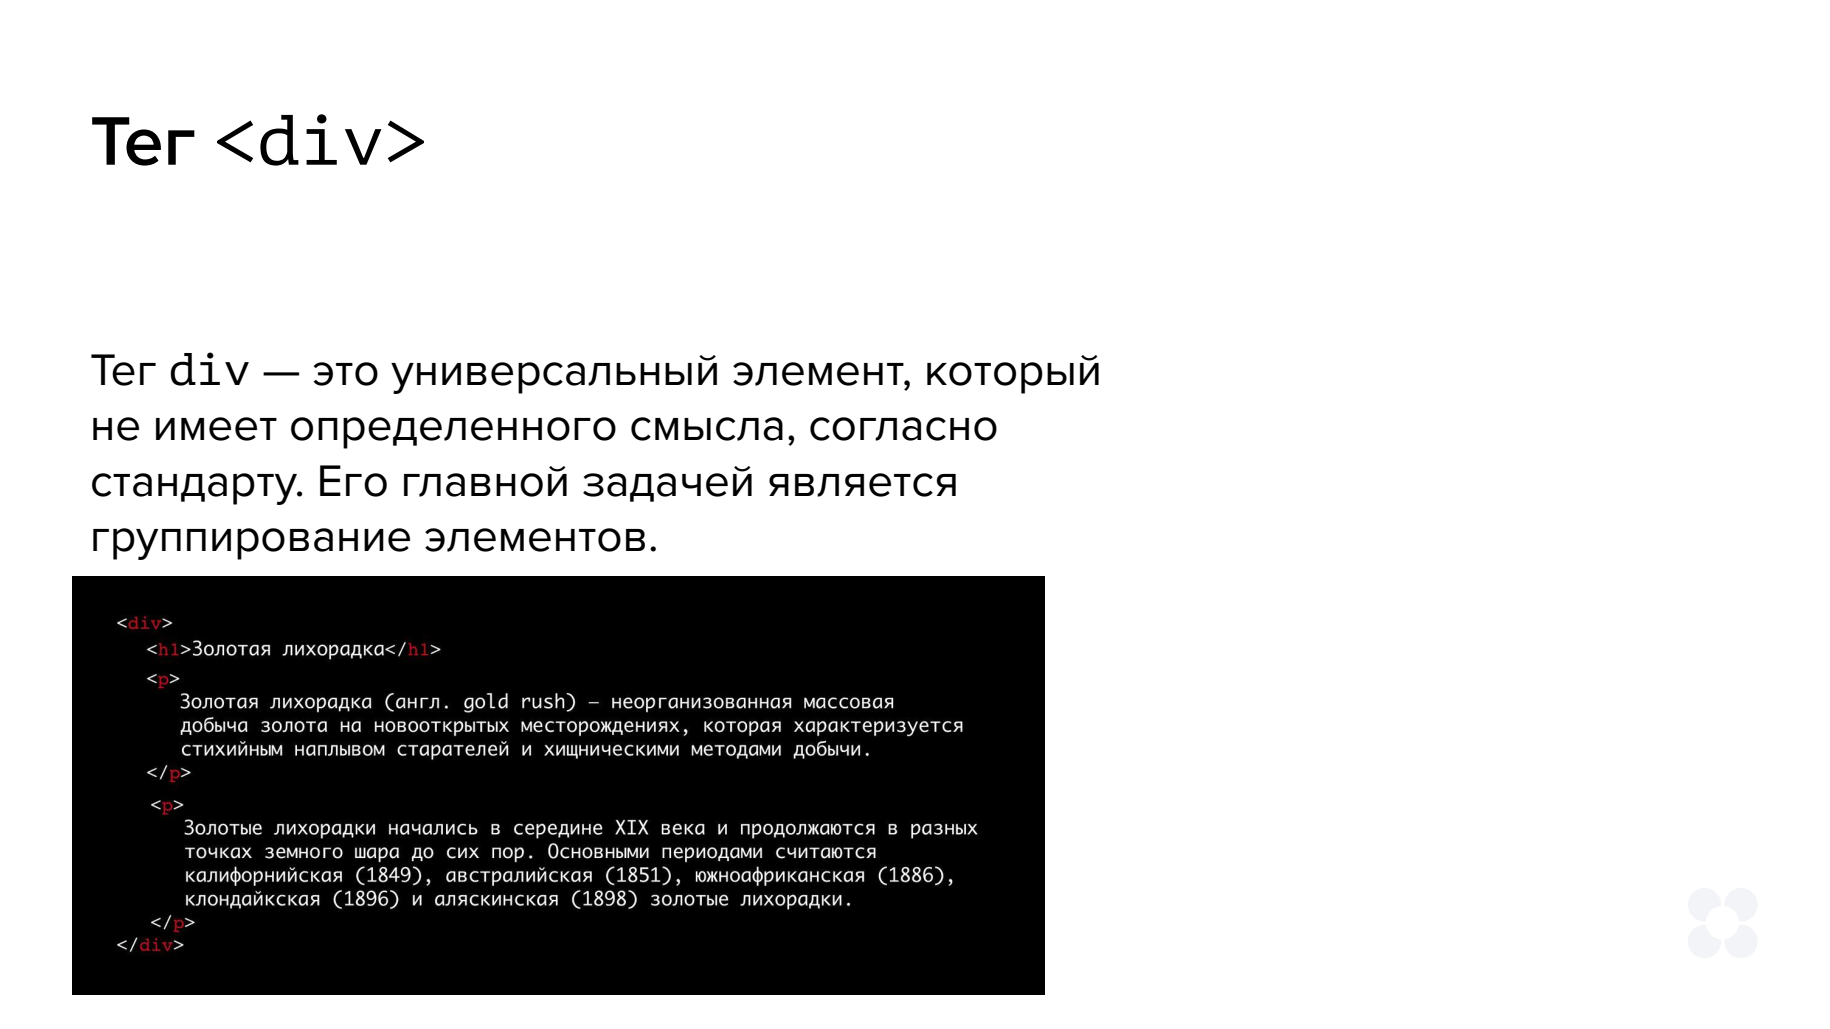 Тег <div>
Тег div — это универсальный элемент, который
не имеет определенного смысла, согласно
стандарту. Его главной задачей является
группирование элементов.
<div>
<h1>Золотая лихорадка</h1>
<p>
Золотая лихорадка (англ. gold rush) — неорганизованная массовая
добыча золота на новооткрытых месторождениях, которая характеризуется
стихийным наплывом старателей и хищническими методами добычи.
</p>
<p>
Золотые лихорадки начались в середине XIX века и продолжаются в разных
точках земного шара до сих пор. Основными периодами считаются
калифорнийская (1849), австралийская (1851), южноафриканская (1886),
клондайкская (1896) и аляскинская (1898) золотые лихорадки.
</p>
</div>